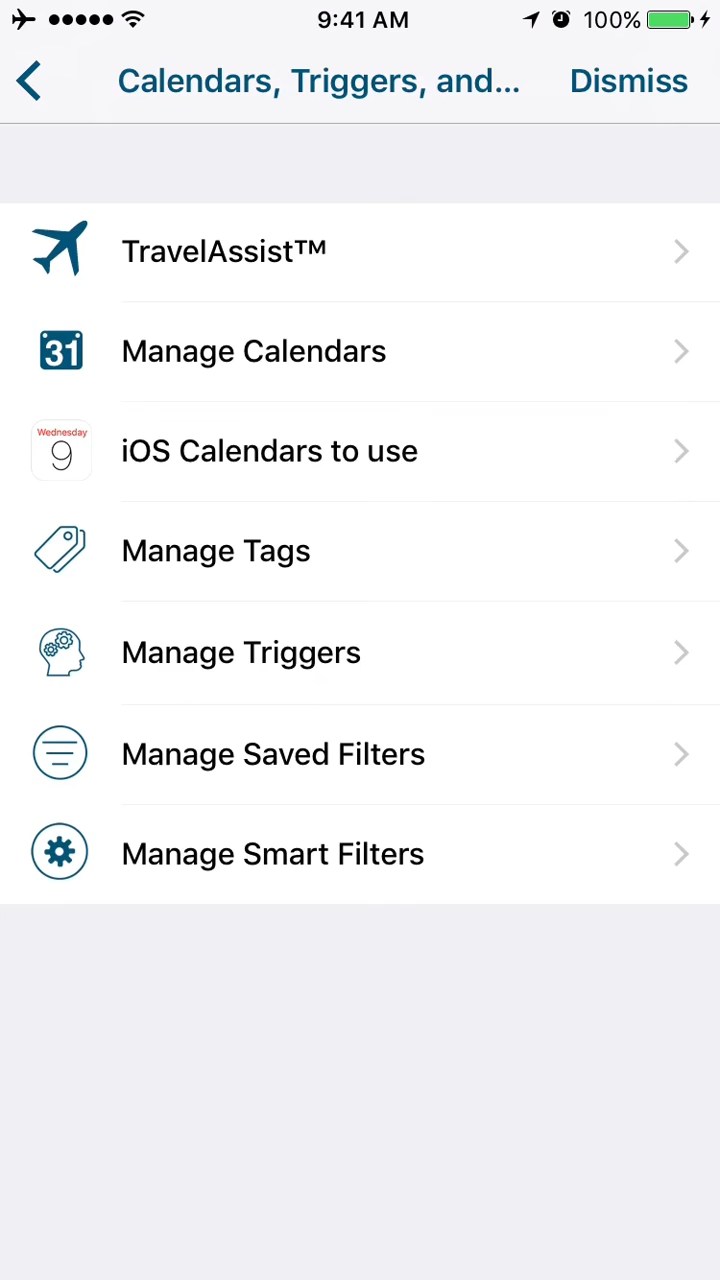 9:41 AM 100%
Calendars, Triggers, and... Dismiss
TravelAssist™
31 Manage Calendars
Wednesday
9 iOS Calendars to use
Manage Tags
Manage Triggers
Manage Saved Filters
Manage Smart Filters